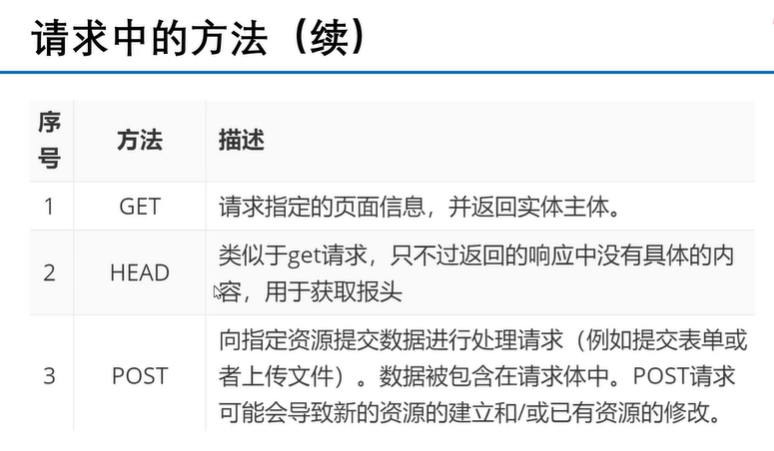 请求中的方法（续）
序号 方法 描述
1 GET 请求指定的页面信息，并返回实体主体。
2 HEAD 类似于get请求，只不过返回的响应中没有具体的内
容，用于获取报头
3 POST 向指定资源提交数据进行处理请求（例如提交表单或
者上传文件）。数据被包含在请求体中。POST请求
可能会导致新的资源的建立和/或已有资源的修改。